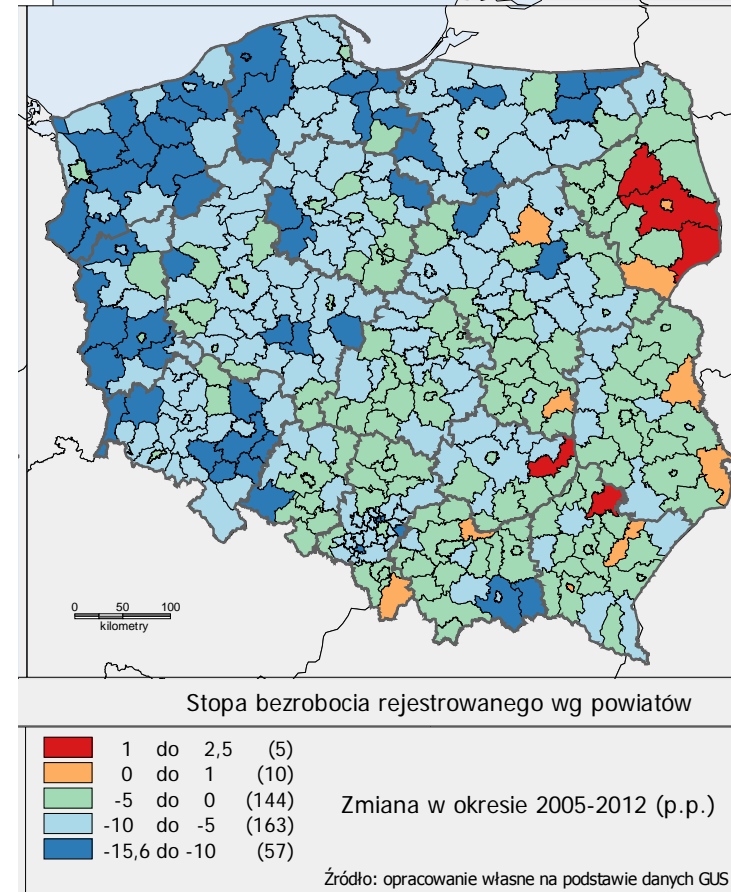 0 50 100
kilometry
Stopa bezrobocia rejestrowanego wg powiatów
1 do 2,5 (5)
0 do 1 (10)
-5 do 0 (144)
-10 do -5 (163)
-15,6 do -10 (57)
Zmiana w okresie 2005-2012 (p.p.)
Źródło: opracowanie własne na podstawie danych GUS